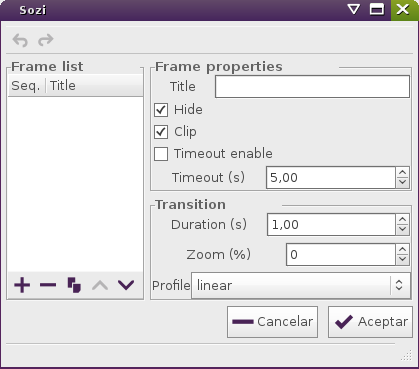 Sozi
Frame list
Seq. Title
Frame properties
Title
Hide
Clip
Timeout enable
Timeout (s) 5,00
Transition
Duration (s) 1,00
Zoom (%) 0
Profile linear
Cancelar Aceptar